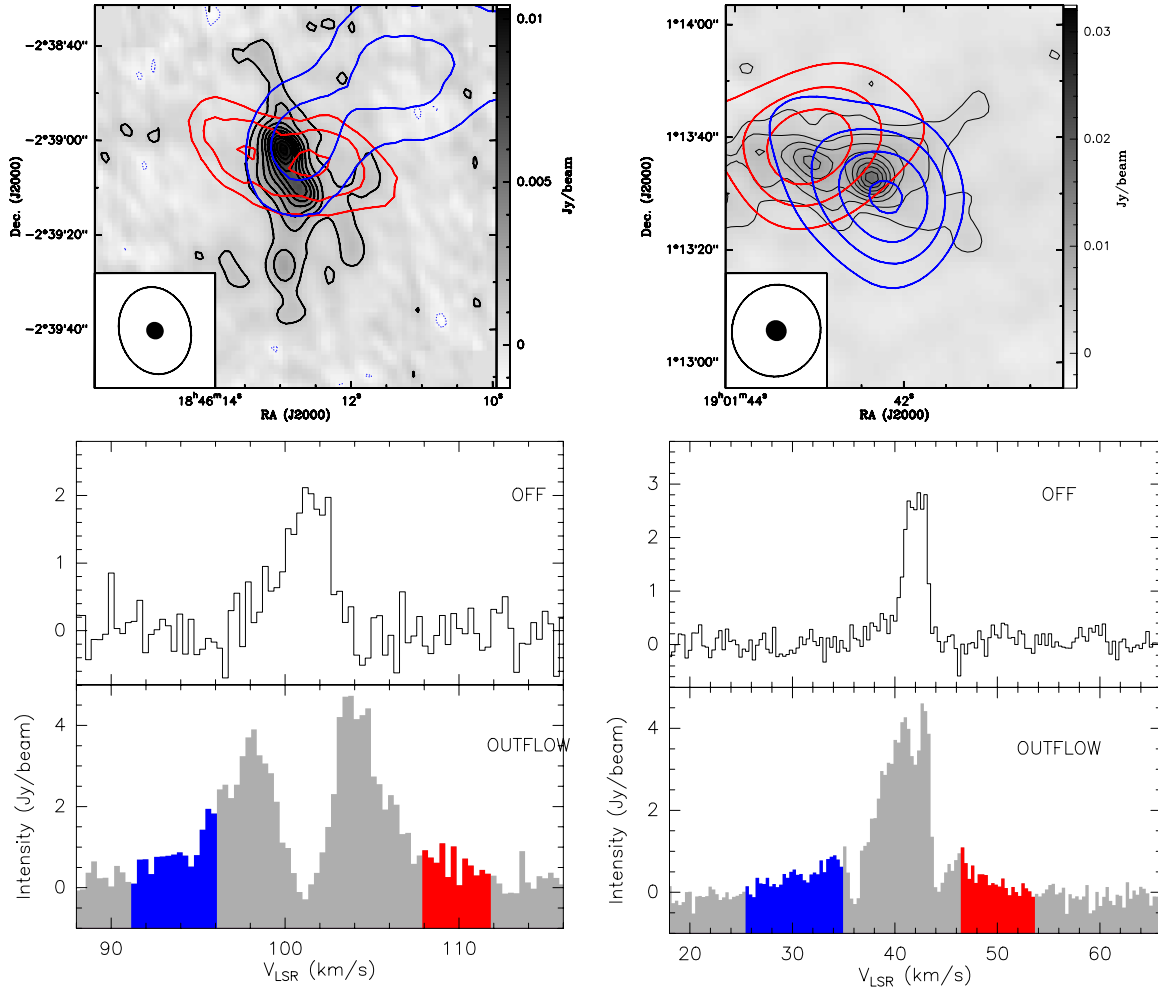 0.01
0.005
0
Jy/beam
−2°38'40''
−2°39'00''
−2°39'20''
−2°39'40''
Dec. (J2000)
18ʰ46ᵐ14ˢ
12ˢ
10ˢ
RA (J2000)
0.03
0.02
0.01
0
Jy/beam
1°14'00''
1°13'40''
1°13'20''
1°13'00''
Dec. (J2000)
19ʰ01ᵐ44ˢ
42ˢ
RA (J2000)
OFF
2
1
0
OUTFLOW
4
2
0
Intensity (Jy/beam)
90
100
110
V_LSR (km/s)
OFF
3
2
1
0
OUTFLOW
4
2
0
Intensity (Jy/beam)
20
30
40
50
60
V_LSR (km/s)